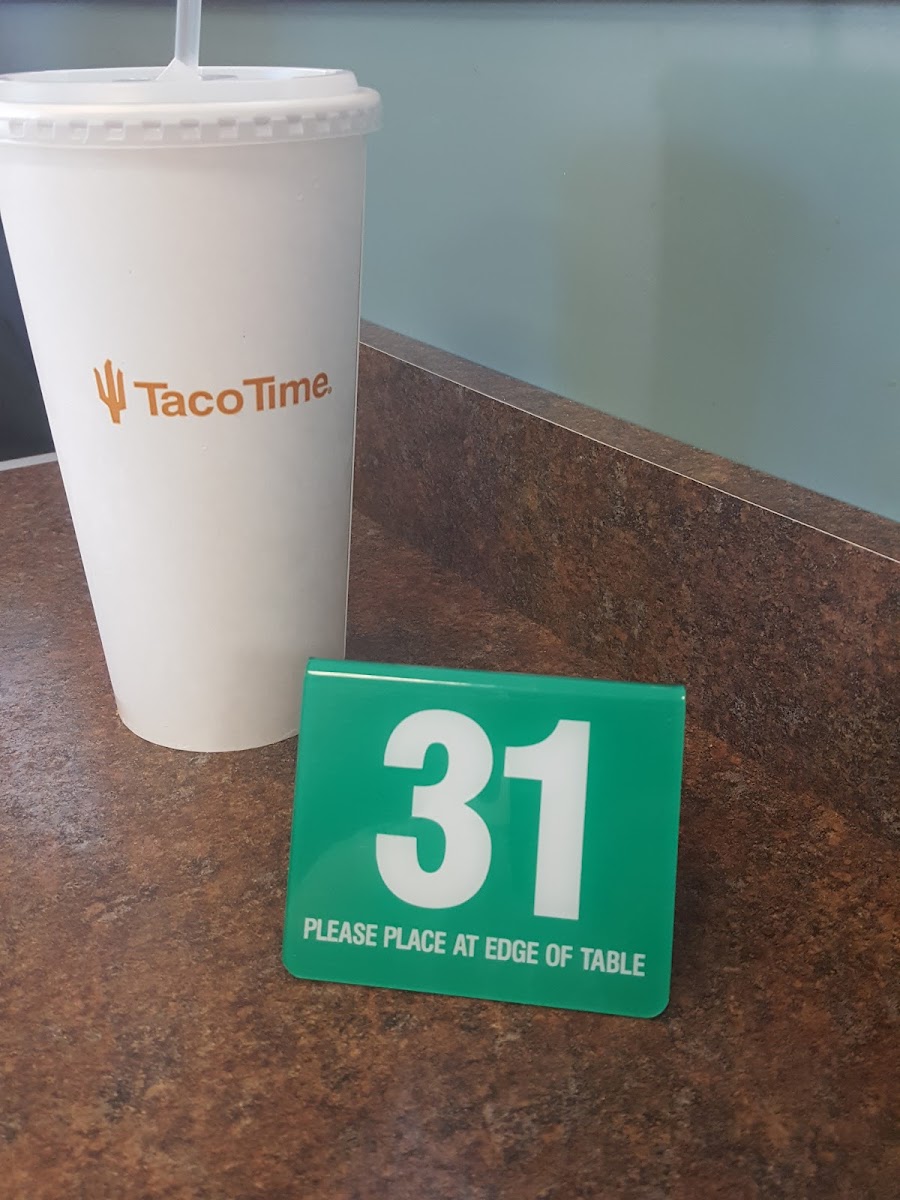 TacoTime®
31
PLEASE PLACE AT EDGE OF TABLE